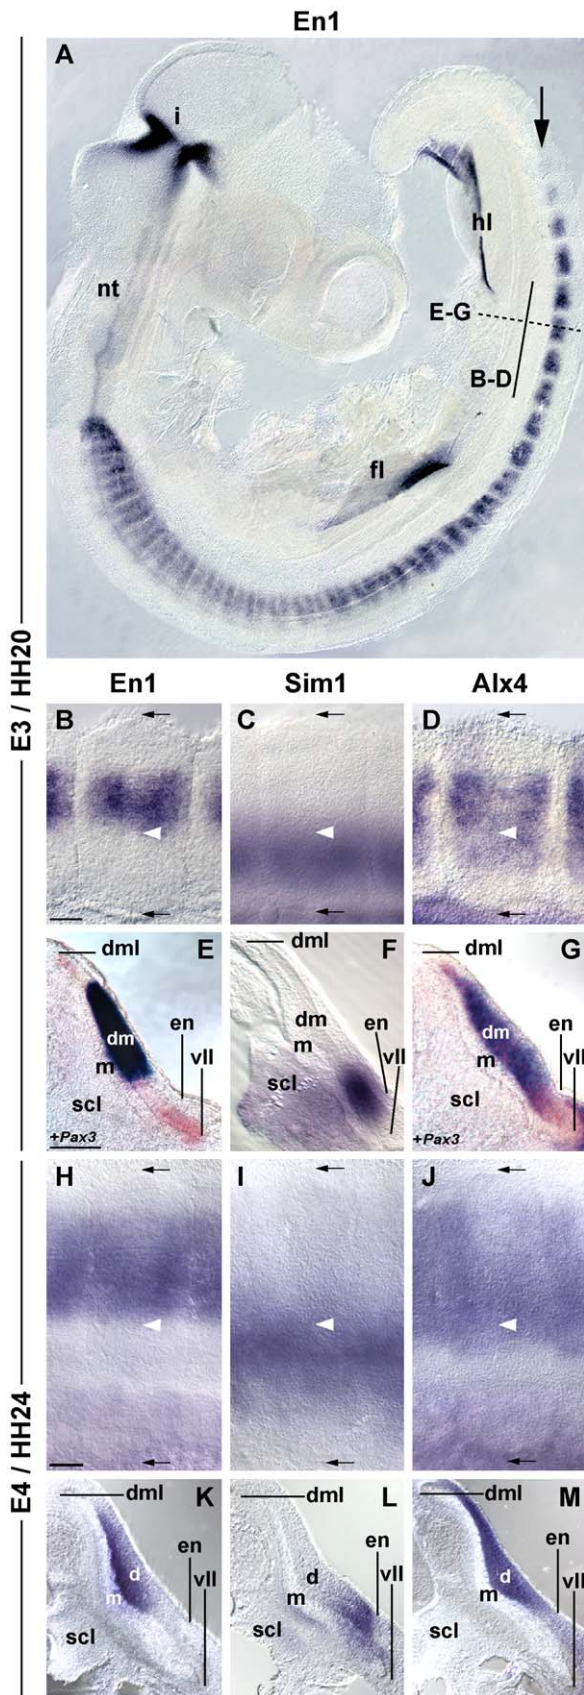 En1
A
i
hl
nt
E-G
B-D
fl
E3 / HH20
En1 Sim1 Alx4
B C D
E dml F dml G
en en en
dm dm dm
m m m
vll vll vll
scl scl scl
+Pax3 +Pax3
H I J
E4 / HH24
K dml L dml M
en en en
d d d
m m m
vll vll vll
scl scl scl